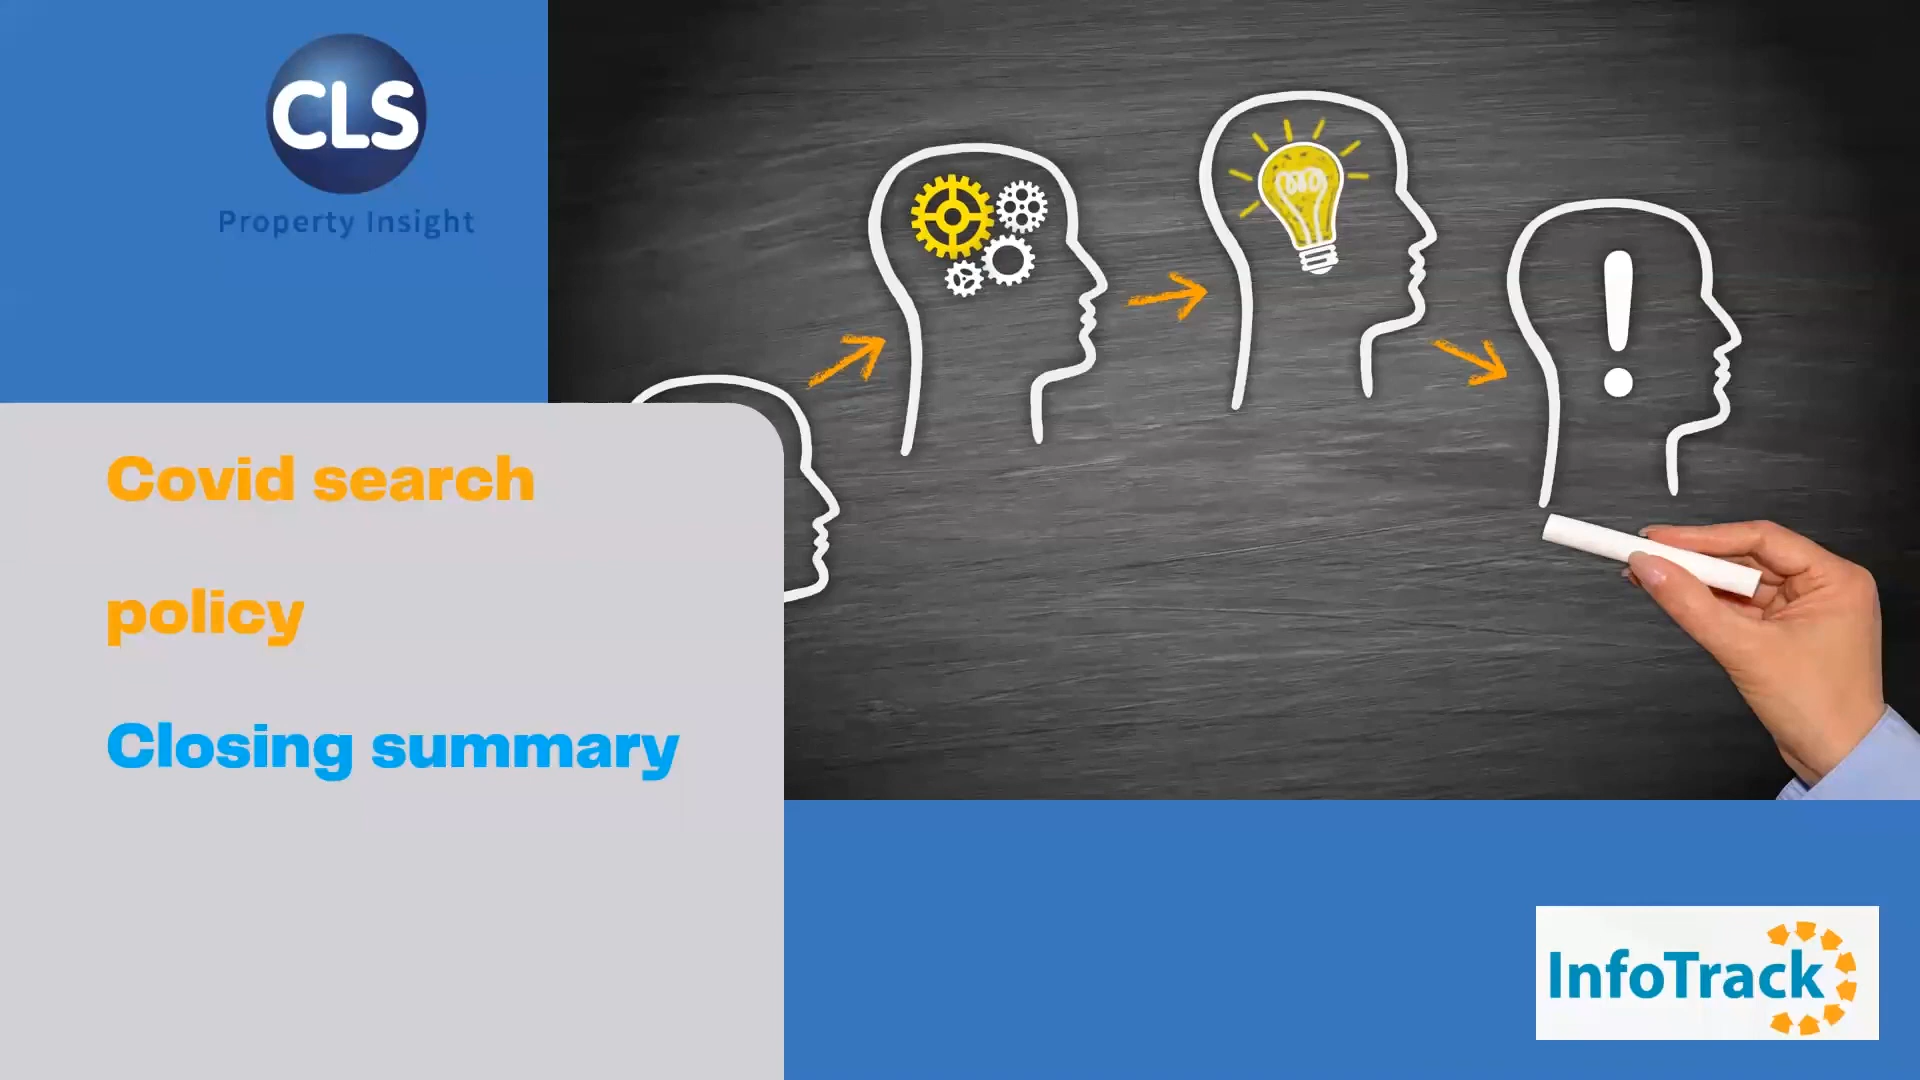 CLS
Property Insight
Covid search
policy
Closing summary
InfoTrack